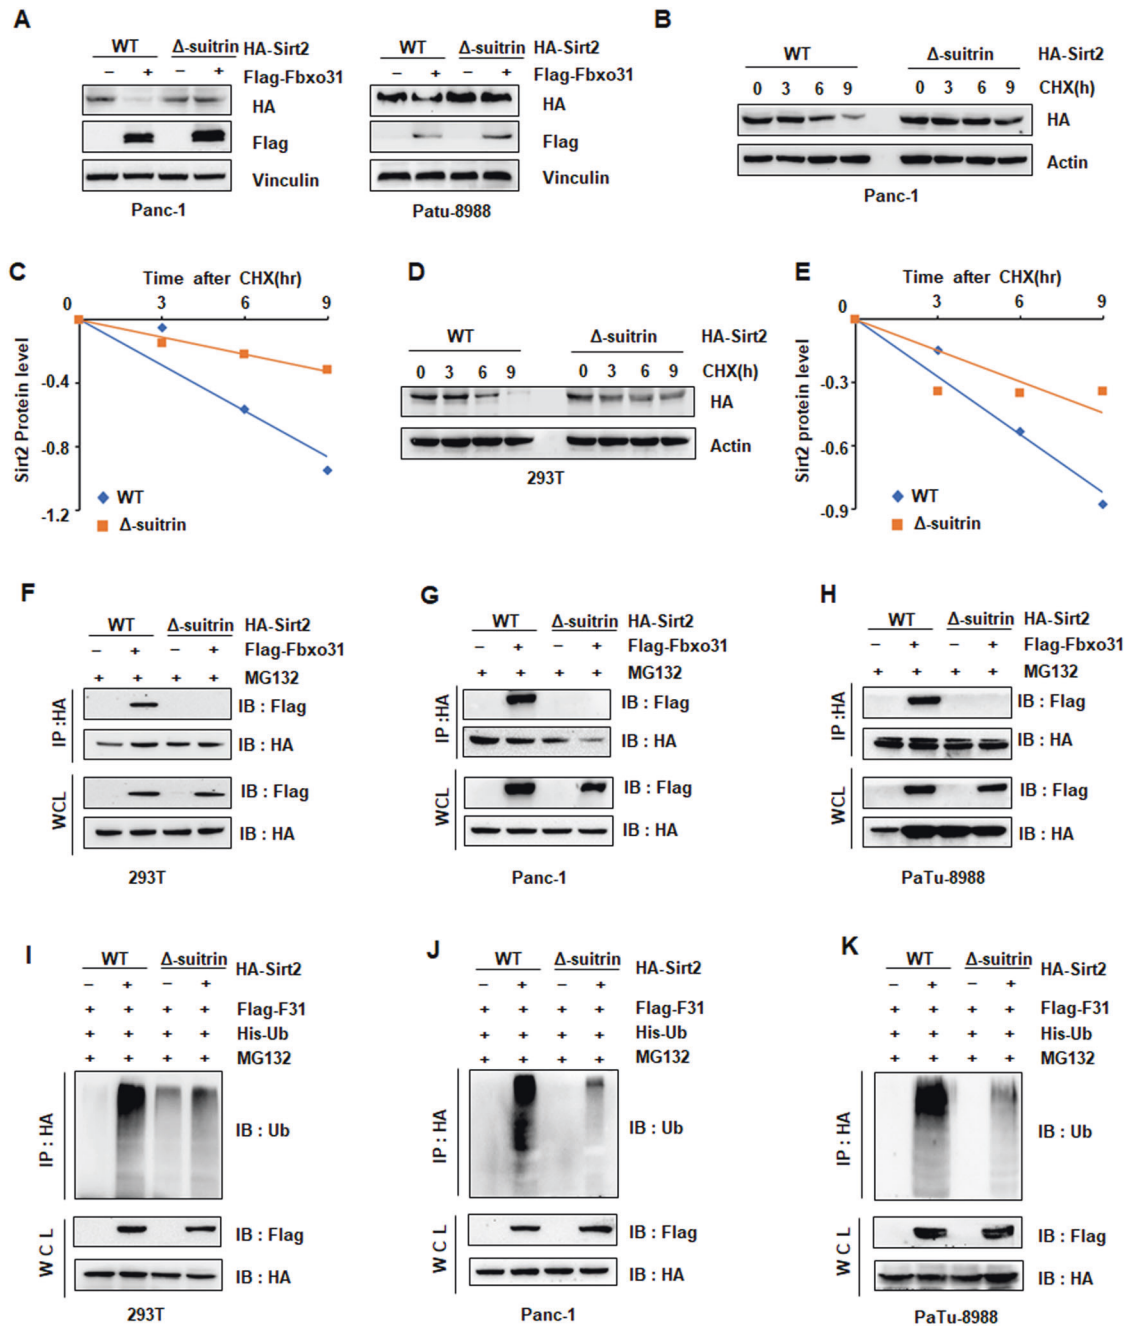 A
WT Δ-suitrin HA-Sirt2
– + – + Flag-Fbxo31
HA
Flag
Vinculin
Panc-1
WT Δ-suitrin HA-Sirt2
– + – + Flag-Fbxo31
HA
Flag
Vinculin
Patu-8988
B
WT Δ-suitrin HA-Sirt2
0 3 6 9 0 3 6 9 CHX(h)
HA
Actin
Panc-1
C
Time after CHX(hr)
0 3 6 9
-0.4
-0.8
-1.2
Sirt2 Protein level
WT
Δ-suitrin
D
WT Δ-suitrin HA-Sirt2
0 3 6 9 0 3 6 9 CHX(h)
HA
Actin
293T
E
Time after CHX(hr)
0 3 6 9
-0.3
-0.6
-0.9
Sirt2 protein level
WT
Δ-suitrin
F
WT Δ-suitrin HA-Sirt2
– + – + Flag-Fbxo31
+ + + + MG132
IP :HA
IB : Flag
IB : HA
WCL
IB : Flag
IB : HA
293T
G
WT Δ-suitrin HA-Sirt2
– + – + Flag-Fbxo31
+ + + + MG132
IP :HA
IB : Flag
IB : HA
WCL
IB : Flag
IB : HA
Panc-1
H
WT Δ-suitrin HA-Sirt2
– + – + Flag-Fbxo31
+ + + + MG132
IP :HA
IB : Flag
IB : HA
WCL
IB : Flag
IB : HA
PaTu-8988
I
WT Δ-suitrin HA-Sirt2
– + – +
+ + + + Flag-F31
+ + + + His-Ub
+ + + + MG132
IP : HA
IB : Ub
W C L
IB : Flag
IB : HA
293T
J
WT Δ-suitrin HA-Sirt2
– + – +
+ + + + Flag-F31
+ + + + His-Ub
+ + + + MG132
IP : HA
IB : Ub
W C L
IB : Flag
IB : HA
Panc-1
K
WT Δ-suitrin HA-Sirt2
– + – +
+ + + + Flag-F31
+ + + + His-Ub
+ + + + MG132
IP : HA
IB : Ub
W C L
IB : Flag
IB : HA
PaTu-8988